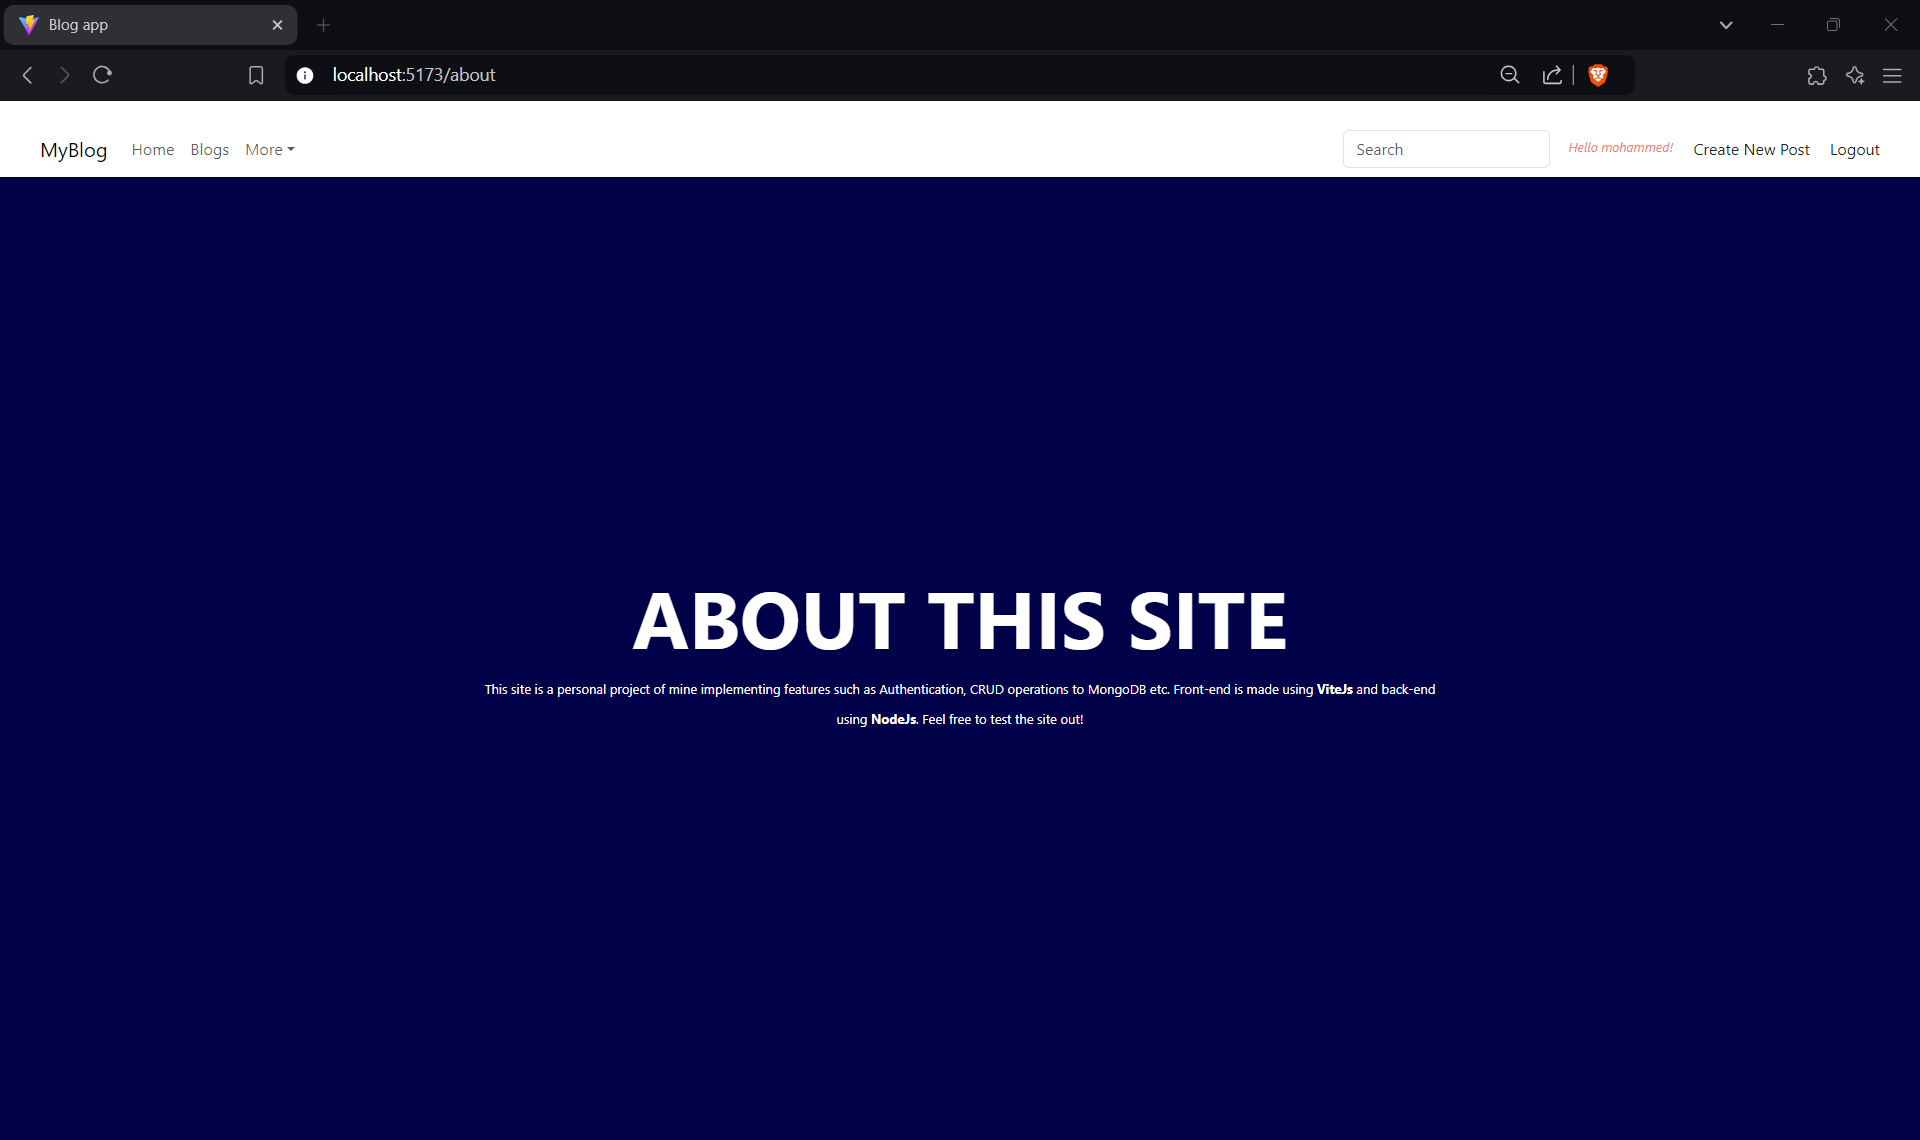 Blog app
localhost:5173/about
MyBlog Home Blogs More Search Hello mohammed! Create New Post Logout
ABOUT THIS SITE
This site is a personal project of mine implementing features such as Authentication, CRUD operations to MongoDB etc. Front-end is made using ViteJs and back-end
using NodeJs. Feel free to test the site out!